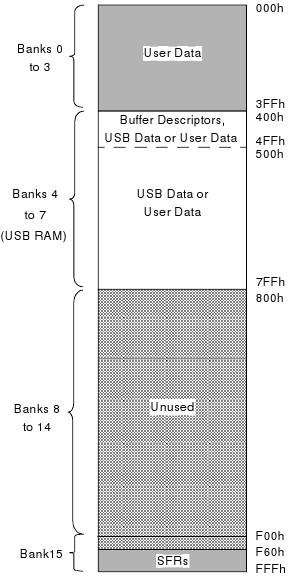 000h
Banks 0
to 3
User Data
3FFh
400h
Buffer Descriptors,
USB Data or User Data
4FFh
500h
Banks 4
to 7
(USB RAM)
USB Data or
User Data
7FFh
800h
Banks 8
to 14
Unused
F00h
Bank15
F60h
SFRs
FFFh